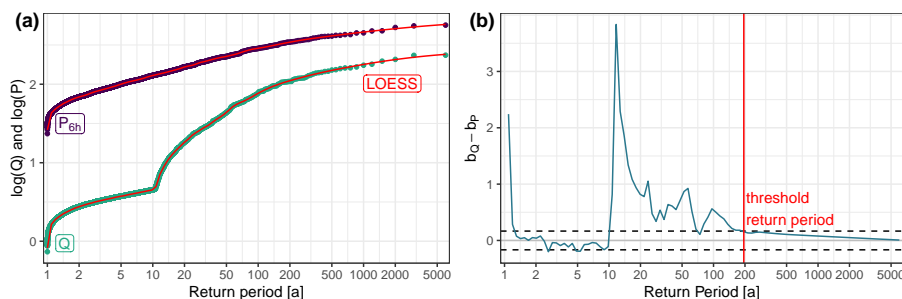 (a)
log(Q) and log(P)
2
1
0
P6h
Q
LOESS
1 2 5 10 20 50 100 200 500 1000 2000 5000
Return period [a]
(b)
bQ − bP
3
2
1
0
threshold
return period
1 2 5 10 20 50 100 200 400 1000 2000 5000
Return Period [a]